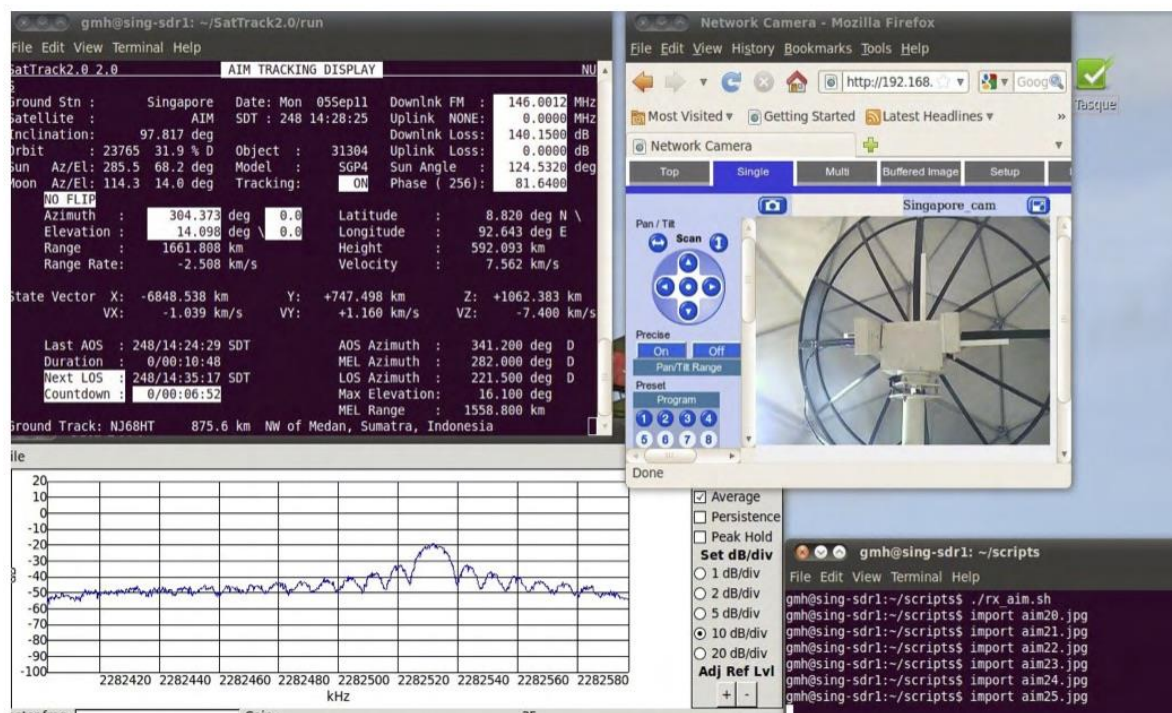 gmh@sing-sdr1: ~/SatTrack2.0/run
File Edit View Terminal Help
SatTrack2.0 2.0 AIM TRACKING DISPLAY NU
S
Ground Stn : Singapore Date: Mon 05Sep11 Downlnk FM : 146.0012 MHz
Satellite : AIM SDT : 248 14:28:25 Uplink NONE: 0.0000 MHz
Inclination: 97.817 deg Downlnk Loss: 140.1500 dB
Orbit : 23765 31.9 % D Object : 31304 Uplink Loss: 0.0000 dB
Sun Az/El: 285.5 68.2 deg Model : SGP4 Sun Angle : 124.5320 deg
Moon Az/El: 114.3 14.0 deg Tracking: ON Phase ( 256): 81.6400
NO FLIP
Azimuth : 304.373 deg 0.0 Latitude : 8.820 deg N \
Elevation : 14.098 deg \ 0.0 Longitude : 92.643 deg E
Range : 1661.808 km Height : 592.093 km
Range Rate: -2.508 km/s Velocity : 7.562 km/s
State Vector X: -6848.538 km Y: +747.498 km Z: +1062.383 km
VX: -1.039 km/s VY: +1.160 km/s VZ: -7.400 km/s
Last AOS : 248/14:24:29 SDT AOS Azimuth : 341.200 deg D
Duration : 0/00:10:48 MEL Azimuth : 282.000 deg D
Next LOS : 248/14:35:17 SDT LOS Azimuth : 221.500 deg D
Countdown : 0/00:06:52 Max Elevation: 16.100 deg
MEL Range : 1558.800 km
Ground Track: NJ68HT 875.6 km NW of Medan, Sumatra, Indonesia
Network Camera - Mozilla Firefox
File Edit View History Bookmarks Tools Help
http://192.168. Goog
Most Visited Getting Started Latest Headlines »
Network Camera
Top Single Multi Buffered Image Setup
Singapore_cam
Pan / Tilt
Scan
Precise
On Off
Pan/Tilt Range
Preset
Program
1 2 3 4
5 6 7 8
Done
Tasque
ile
20
10
0
-10
-20
-30
-40
-50
-60
-70
-80
-90
-100
2282420 2282440 2282460 2282480 2282500 2282520 2282540 2282560 2282580
kHz
Average
Persistence
Peak Hold
Set dB/div
1 dB/div
2 dB/div
5 dB/div
10 dB/div
20 dB/div
Adj Ref Lvl
+ -
gmh@sing-sdr1: ~/scripts
File Edit View Terminal Help
gmh@sing-sdr1:~/scripts$ ./rx_aim.sh
gmh@sing-sdr1:~/scripts$ import aim20.jpg
gmh@sing-sdr1:~/scripts$ import aim21.jpg
gmh@sing-sdr1:~/scripts$ import aim22.jpg
gmh@sing-sdr1:~/scripts$ import aim23.jpg
gmh@sing-sdr1:~/scripts$ import aim24.jpg
gmh@sing-sdr1:~/scripts$ import aim25.jpg